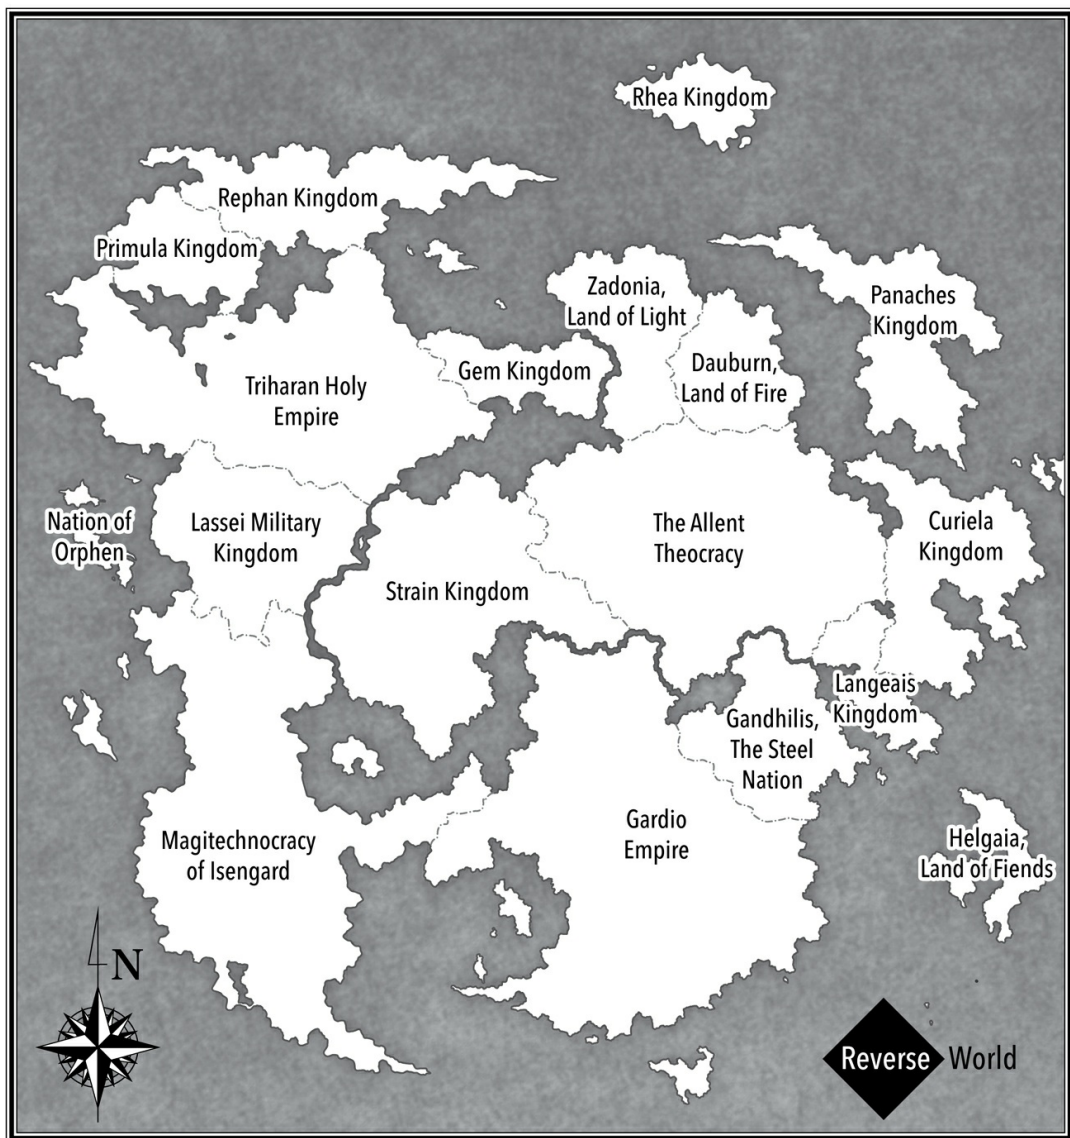 Rhea Kingdom
Rephan Kingdom
Primula Kingdom
Zadonia,
Land of Light
Panaches
Kingdom
Gem Kingdom
Dauburn,
Land of Fire
Triharan Holy
Empire
Nation of
Orphen
Lassei Military
Kingdom
The Allent
Theocracy
Curiela
Kingdom
Strain Kingdom
Langeais
Kingdom
Gandhilis,
The Steel
Nation
Magitechnocracy
of Isengard
Gardio
Empire
Helgaia,
Land of Fiends
N
Reverse World